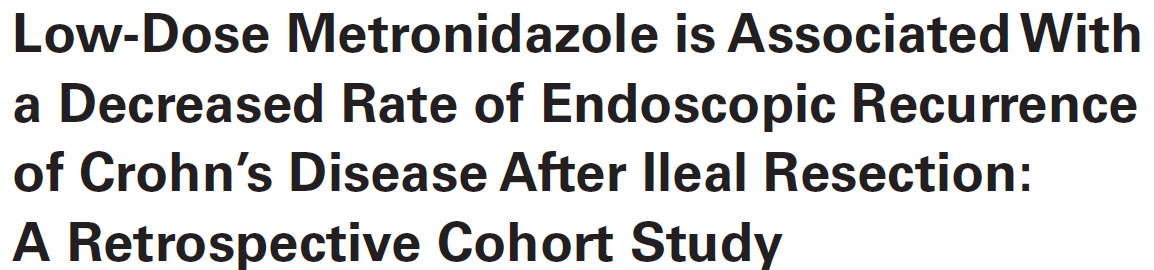 Low-Dose Metronidazole is Associated With
a Decreased Rate of Endoscopic Recurrence
of Crohn’s Disease After Ileal Resection:
A Retrospective Cohort Study